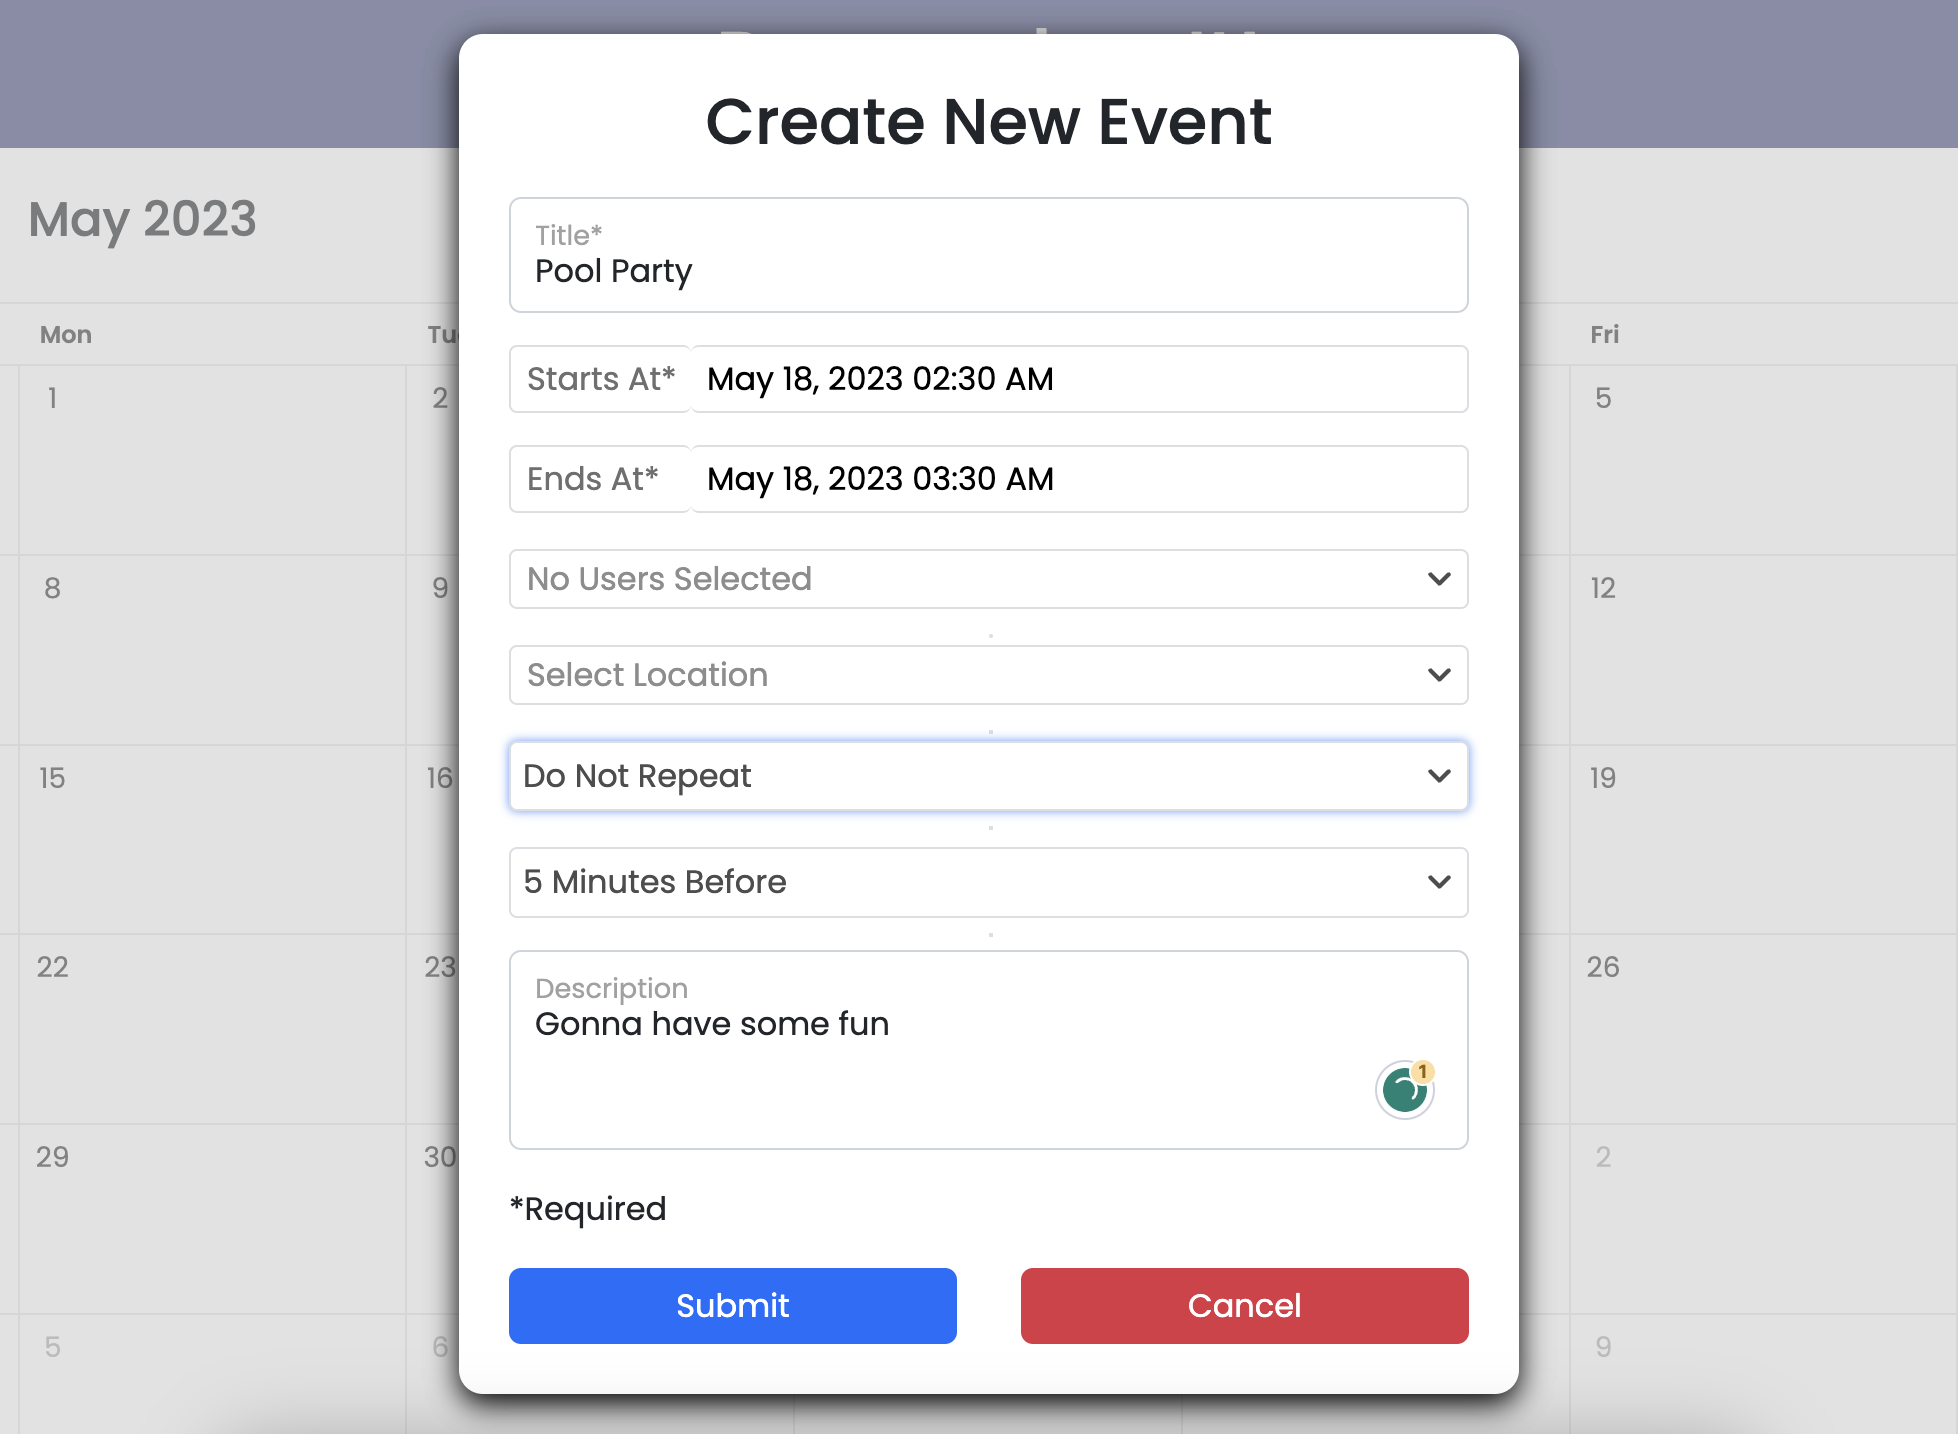 Create New Event
May 2023
Title*
Pool Party
Mon
Fri
Starts At* May 18, 2023 02:30 AM
1
2
5
Ends At* May 18, 2023 03:30 AM
No Users Selected
8
9
12
Select Location
Do Not Repeat
15
16
19
5 Minutes Before
22
23
26
Description
Gonna have some fun
1
29
30
2
*Required
Submit
Cancel
5
6
9